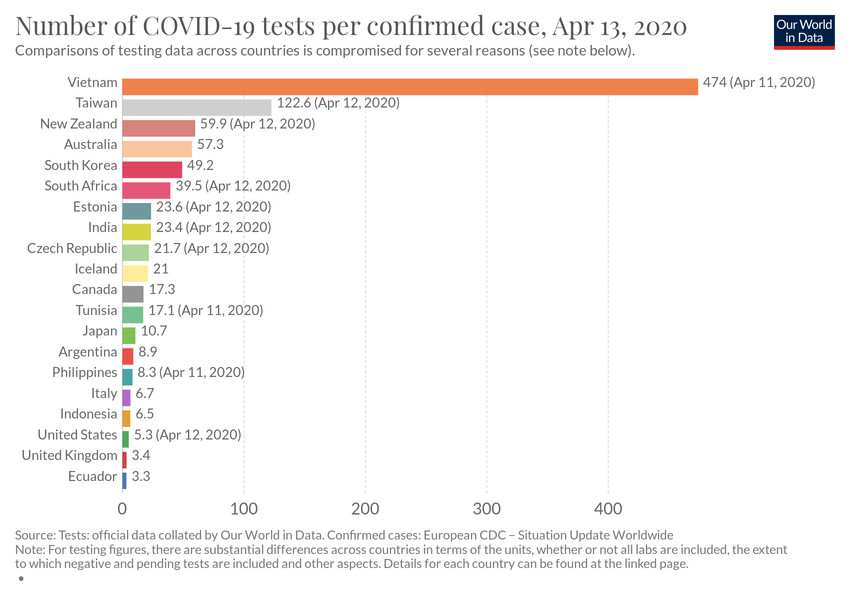 Number of COVID-19 tests per confirmed case, Apr 13, 2020
Our World
in Data
Comparisons of testing data across countries is compromised for several reasons (see note below).
Vietnam 474 (Apr 11, 2020)
Taiwan 122.6 (Apr 12, 2020)
New Zealand 59.9 (Apr 12, 2020)
Australia 57.3
South Korea 49.2
South Africa 39.5 (Apr 12, 2020)
Estonia 23.6 (Apr 12, 2020)
India 23.4 (Apr 12, 2020)
Czech Republic 21.7 (Apr 12, 2020)
Iceland 21
Canada 17.3
Tunisia 17.1 (Apr 11, 2020)
Japan 10.7
Argentina 8.9
Philippines 8.3 (Apr 11, 2020)
Italy 6.7
Indonesia 6.5
United States 5.3 (Apr 12, 2020)
United Kingdom 3.4
Ecuador 3.3
0 100 200 300 400
Source: Tests: official data collated by Our World in Data. Confirmed cases: European CDC – Situation Update Worldwide
Note: For testing figures, there are substantial differences across countries in terms of the units, whether or not all labs are included, the extent
to which negative and pending tests are included and other aspects. Details for each country can be found at the linked page.
•